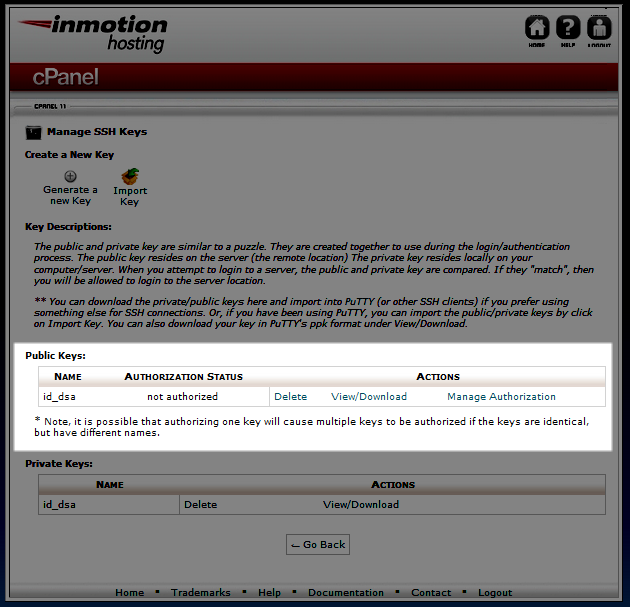 inmotion
hosting
HOME HELP LOGOUT
cPanel
CPANEL 11
Manage SSH Keys
Create a New Key
Generate a
new Key
Import
Key
Key Descriptions:
The public and private key are similar to a puzzle. They are created together to use during the login/authentication
process. The public key resides on the server (the remote location) The private key resides locally on your
computer/server. When you attempt to login to a server, the public and private key are compared. If they "match", then
you will be allowed to login to the server location.
** You can download the private/public keys here and import into PuTTY (or other SSH clients) if you prefer using
something else for SSH connections. Or, if you have been using PuTTY, you can import the public/private keys by click
on Import Key. You can also download your key in PuTTY's ppk format under View/Download.
Public Keys:
NAME AUTHORIZATION STATUS ACTIONS
id_dsa not authorized Delete View/Download Manage Authorization
* Note, it is possible that authorizing one key will cause multiple keys to be authorized if the keys are identical,
but have different names.
Private Keys:
NAME ACTIONS
id_dsa Delete View/Download
← Go Back
Home ▪ Trademarks ▪ Help ▪ Documentation ▪ Contact ▪ Logout